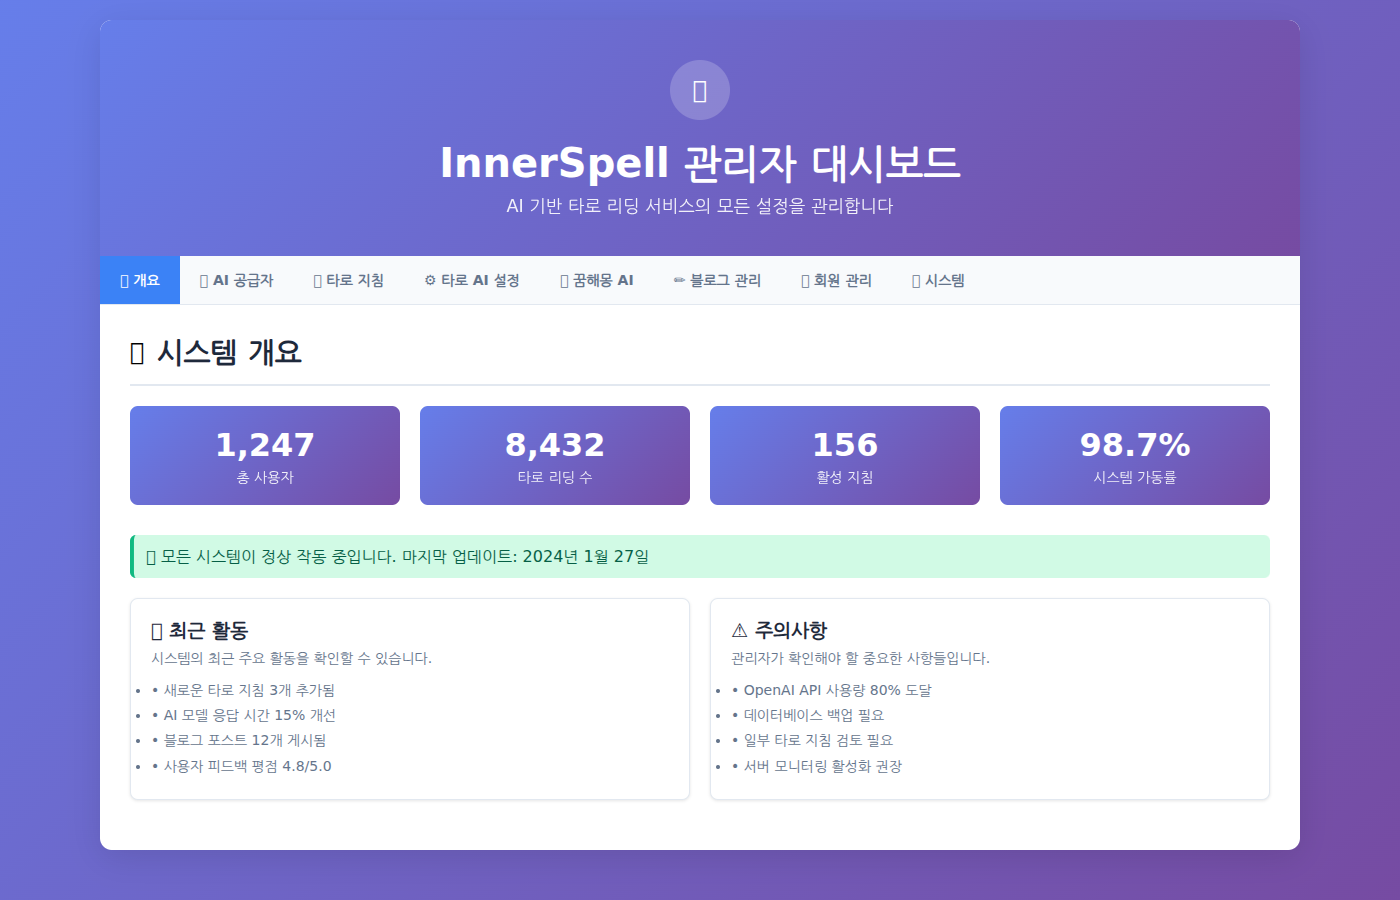 InnerSpell 관리자 대시보드
AI 기반 타로 리딩 서비스의 모든 설정을 관리합니다
개요
AI 공급자
타로 지침
⚙ 타로 AI 설정
꿈해몽 AI
✏ 블로그 관리
회원 관리
시스템
시스템 개요
1,247
총 사용자
8,432
타로 리딩 수
156
활성 지침
98.7%
시스템 가동률
모든 시스템이 정상 작동 중입니다. 마지막 업데이트: 2024년 1월 27일
최근 활동
시스템의 최근 주요 활동을 확인할 수 있습니다.
• • 새로운 타로 지침 3개 추가됨
• • AI 모델 응답 시간 15% 개선
• • 블로그 포스트 12개 게시됨
• • 사용자 피드백 평점 4.8/5.0
⚠ 주의사항
관리자가 확인해야 할 중요한 사항들입니다.
• • OpenAI API 사용량 80% 도달
• • 데이터베이스 백업 필요
• • 일부 타로 지침 검토 필요
• • 서버 모니터링 활성화 권장